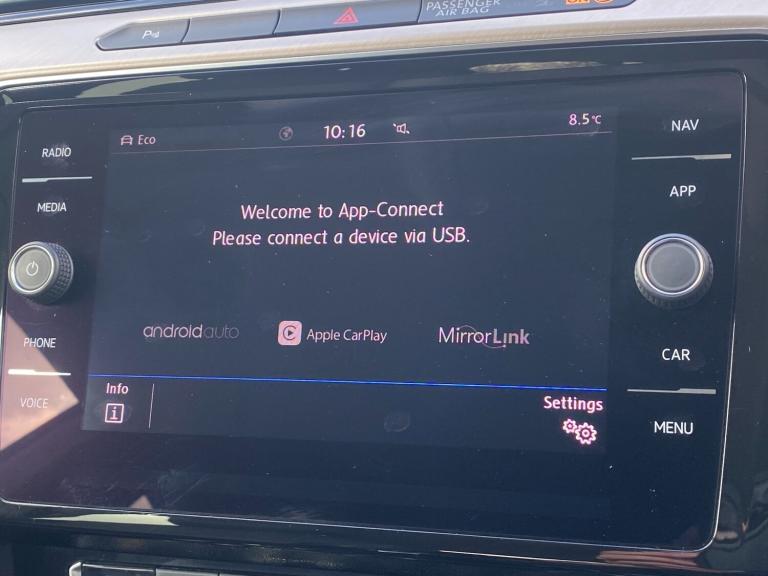 P
PASSENGER
AIR BAG
RADIO
MEDIA
PHONE
VOICE
Eco
10:16
8.5°C
Welcome to App-Connect
Please connect a device via USB.
androidauto
Apple CarPlay
MirrorLink
Info
i
Settings
NAV
APP
CAR
MENU